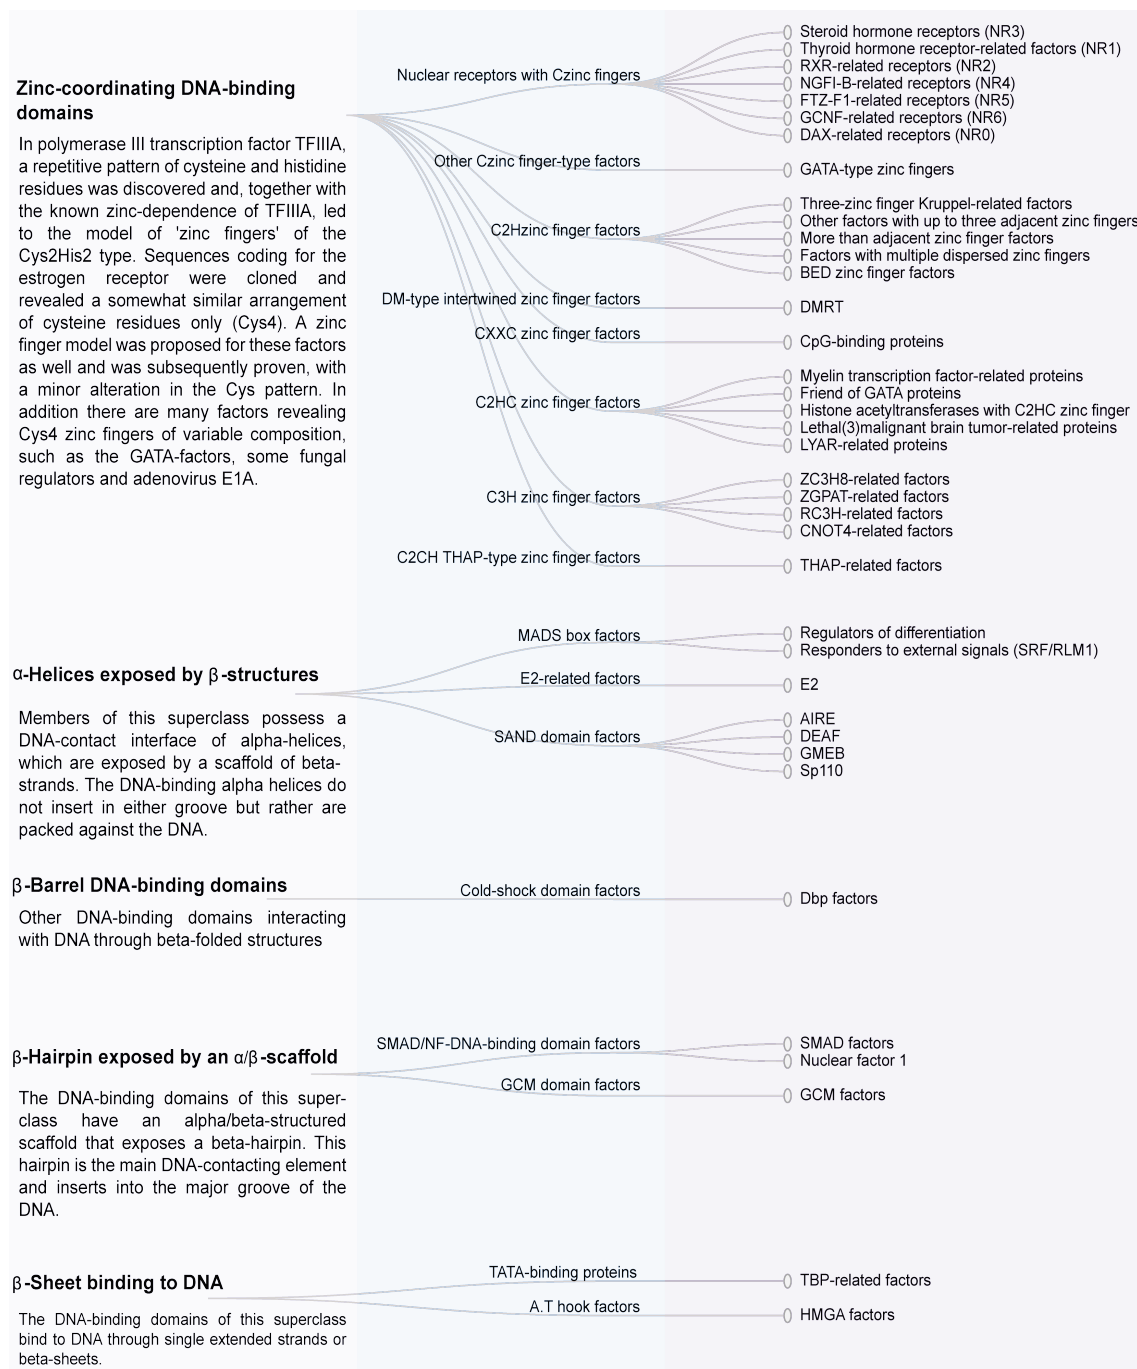 Zinc-coordinating DNA-binding
domains
In polymerase III transcription factor TFIIIA,
a repetitive pattern of cysteine and histidine
residues was discovered and, together with
the known zinc-dependence of TFIIIA, led
to the model of 'zinc fingers' of the
Cys2His2 type. Sequences coding for the
estrogen receptor were cloned and
revealed a somewhat similar arrangement
of cysteine residues only (Cys4). A zinc
finger model was proposed for these factors
as well and was subsequently proven, with
a minor alteration in the Cys pattern. In
addition there are many factors revealing
Cys4 zinc fingers of variable composition,
such as the GATA-factors, some fungal
regulators and adenovirus E1A.
Nuclear receptors with Czinc fingers
Steroid hormone receptors (NR3)
Thyroid hormone receptor-related factors (NR1)
RXR-related receptors (NR2)
NGFI-B-related receptors (NR4)
FTZ-F1-related receptors (NR5)
GCNF-related receptors (NR6)
DAX-related receptors (NR0)
Other Czinc finger-type factors
GATA-type zinc fingers
C2Hzinc finger factors
Three-zinc finger Kruppel-related factors
Other factors with up to three adjacent zinc fingers
More than adjacent zinc finger factors
Factors with multiple dispersed zinc fingers
BED zinc finger factors
DM-type intertwined zinc finger factors
DMRT
CXXC zinc finger factors
CpG-binding proteins
C2HC zinc finger factors
Myelin transcription factor-related proteins
Friend of GATA proteins
Histone acetyltransferases with C2HC zinc finger
Lethal(3)malignant brain tumor-related proteins
LYAR-related proteins
C3H zinc finger factors
ZC3H8-related factors
ZGPAT-related factors
RC3H-related factors
CNOT4-related factors
C2CH THAP-type zinc finger factors
THAP-related factors
α-Helices exposed by β-structures
Members of this superclass possess a
DNA-contact interface of alpha-helices,
which are exposed by a scaffold of beta-
strands. The DNA-binding alpha helices do
not insert in either groove but rather are
packed against the DNA.
MADS box factors
Regulators of differentiation
Responders to external signals (SRF/RLM1)
E2-related factors
E2
SAND domain factors
AIRE
DEAF
GMEB
Sp110
β-Barrel DNA-binding domains
Other DNA-binding domains interacting
with DNA through beta-folded structures
Cold-shock domain factors
Dbp factors
β-Hairpin exposed by an α/β-scaffold
The DNA-binding domains of this super-
class have an alpha/beta-structured
scaffold that exposes a beta-hairpin. This
hairpin is the main DNA-contacting element
and inserts into the major groove of the
DNA.
SMAD/NF-DNA-binding domain factors
SMAD factors
Nuclear factor 1
GCM domain factors
GCM factors
β-Sheet binding to DNA
The DNA-binding domains of this superclass
bind to DNA through single extended strands or
beta-sheets.
TATA-binding proteins
TBP-related factors
A.T hook factors
HMGA factors